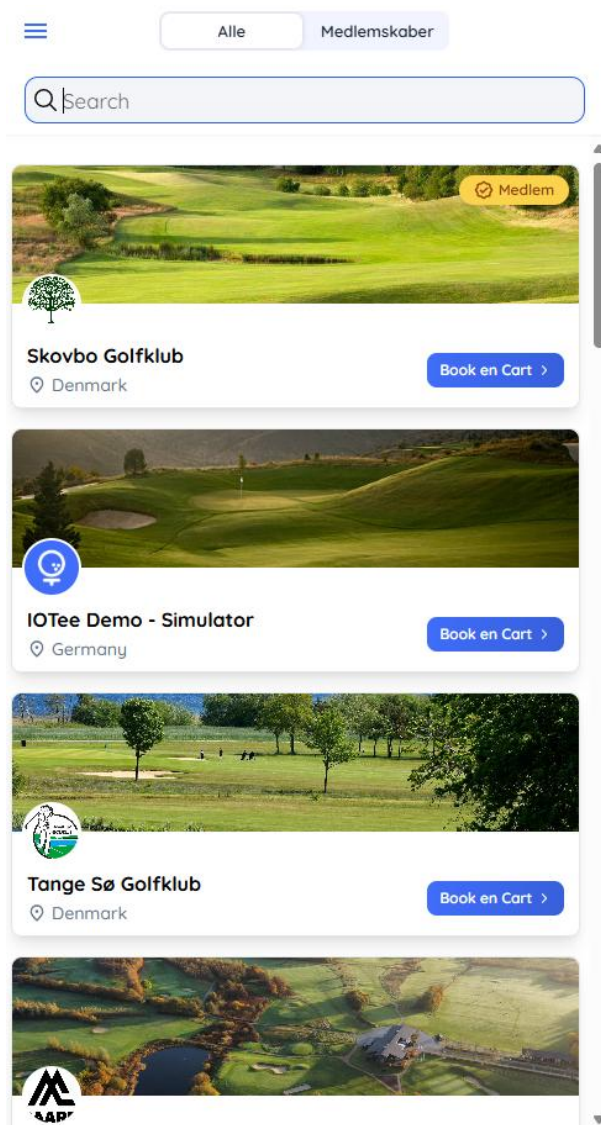 Alle
Medlemskaber
Search
Medlem
Skovbo Golfklub
Denmark
Book en Cart
IOTee Demo - Simulator
Germany
Book en Cart
Tange Sø Golfklub
Denmark
Book en Cart